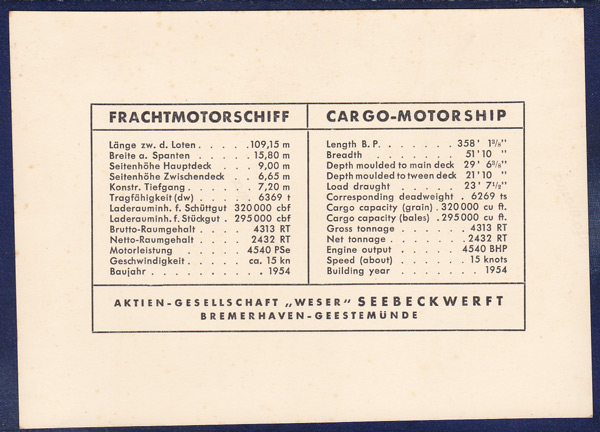 FRACHTMOTORSCHIFF
Länge zw. d. Loten . . . . . .109,15 m
Breite a. Spanten . . . . . . 15,80 m
Seitenhöhe Hauptdeck . . . 9,00 m
Seitenhöhe Zwischendeck . . 6,65 m
Konstr. Tiefgang . . . . . . 7,20 m
Tragfähigkeit (dw) . . . . . 6369 t
Laderauminh. f. Schüttgut 320 000 cbf
Laderauminh. f. Stückgut . 295000 cbf
Brutto-Raumgehalt . . . . 4313 RT
Netto-Raumgehalt . . . . 2432 RT
Motorleistung . . . . . 4540 PSe
Geschwindigkeit . . . . . ca. 15 kn
Baujahr . . . . . . . . . . 1954
CARGO-MOTORSHIP
Length B. P. . . . . . . . 358' 1³/₈"
Breadth . . . . . . . . . 51' 10 "
Depth moulded to main deck 29' 6³/₈"
Depth moulded to tween deck 21' 10 "
Load draught . . . . . . 23' 7¹/₂"
Corresponding deadweight . 6269 ts
Cargo capacity (grain) . 320 000 cu ft.
Cargo capacity (bales) . 295 000 cu ft.
Gross tonnage . . . . . . 4313 RT
Net tonnage . . . . . . . 2432 RT
Engine output . . . . . 4540 BHP
Speed (about) . . . . . 15 knots
Building year . . . . . . . 1954
AKTIEN-GESELLSCHAFT „WESER" SEEBECKWERFT
BREMERHAVEN-GEESTEMÜNDE